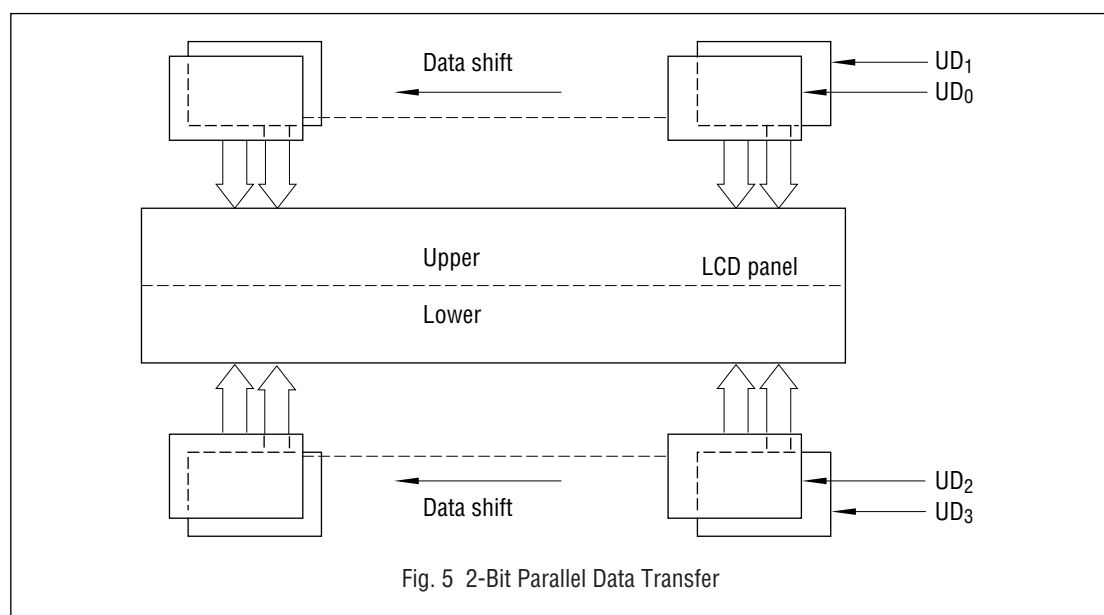 Data shift
UD₁
UD₀
Upper
LCD panel
Lower
Data shift
UD₂
UD₃
Fig. 5 2-Bit Parallel Data Transfer